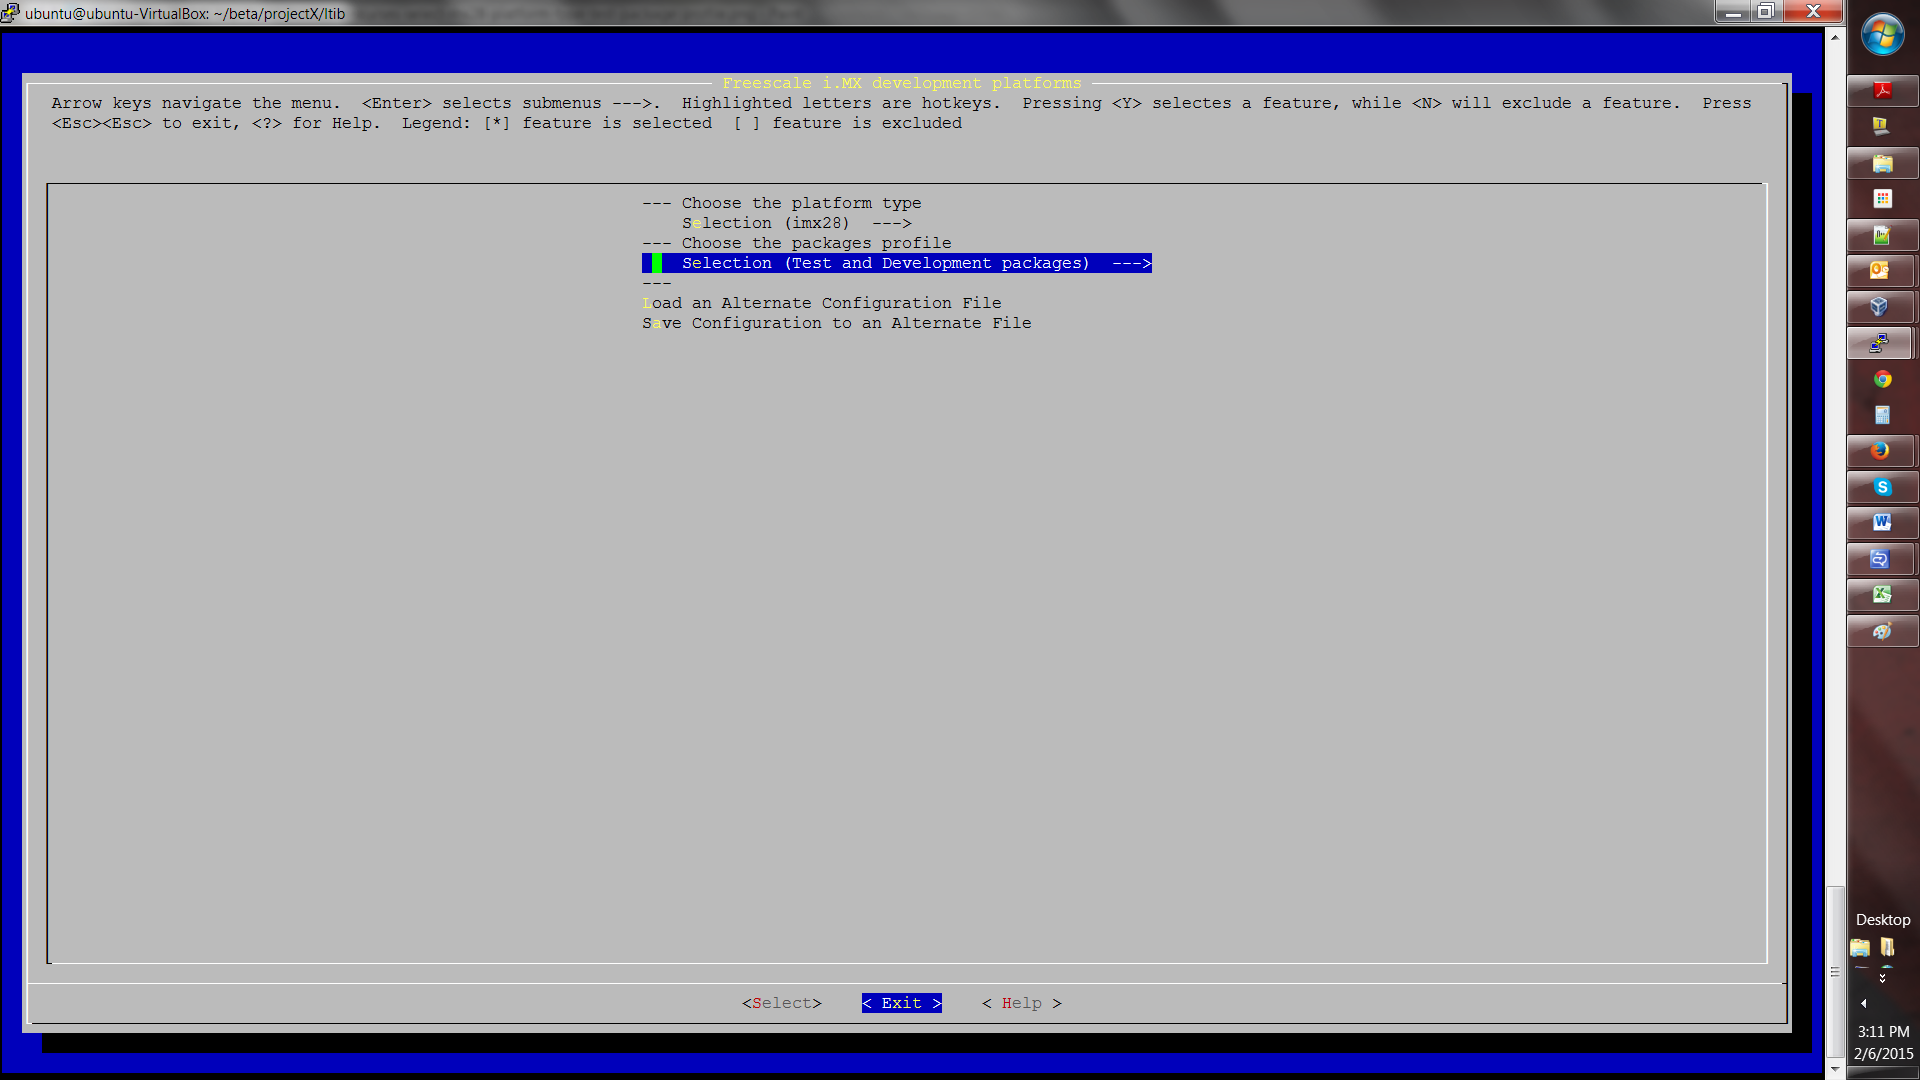 ubuntu@ubuntu-VirtualBox: ~/beta/projectX/ltib
Freescale i.MX development platforms
Arrow keys navigate the menu.  <Enter> selects submenus --->.  Highlighted letters are hotkeys.  Pressing <Y> selectes a feature, while <N> will exclude a feature.  Press
<Esc><Esc> to exit, <?> for Help.  Legend: [*] feature is selected  [ ] feature is excluded
--- Choose the platform type
Selection (imx28)  --->
--- Choose the packages profile
Selection (Test and Development packages)  --->
---
Load an Alternate Configuration File
Save Configuration to an Alternate File
<Select>    < Exit >    < Help >
Desktop
3:11 PM
2/6/2015